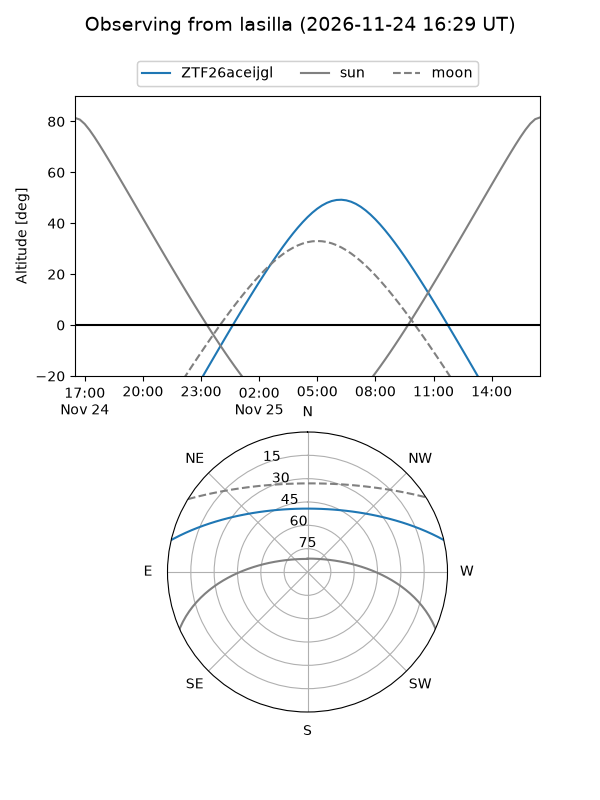 Observing from lasilla (2026-11-24 16:29 UT)
ZTF26aceijgl sun moon
80
60
40
20
0
−20
Altitude [deg]
17:00 20:00 23:00 02:00 05:00 08:00 11:00 14:00
Nov 24 Nov 25
N
NE NW
15
30
45
60
75
E W
SE SW
S